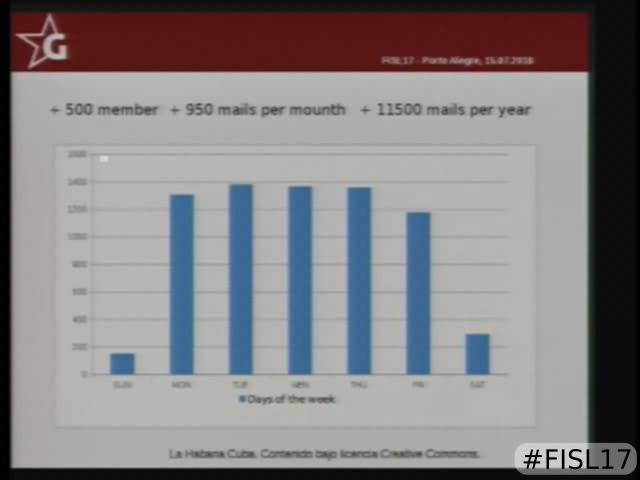 G
FISL17 - Porto Alegre, 15.07.2016
+ 500 member + 950 mails per mounth + 11500 mails per year
1600
1400
1200
1000
800
600
400
200
0
SUN MON TUE WEN THU FRI SAT
Days of the week
La Habana Cuba. Contenido bajo licencia Creative Commons.
#FISL17